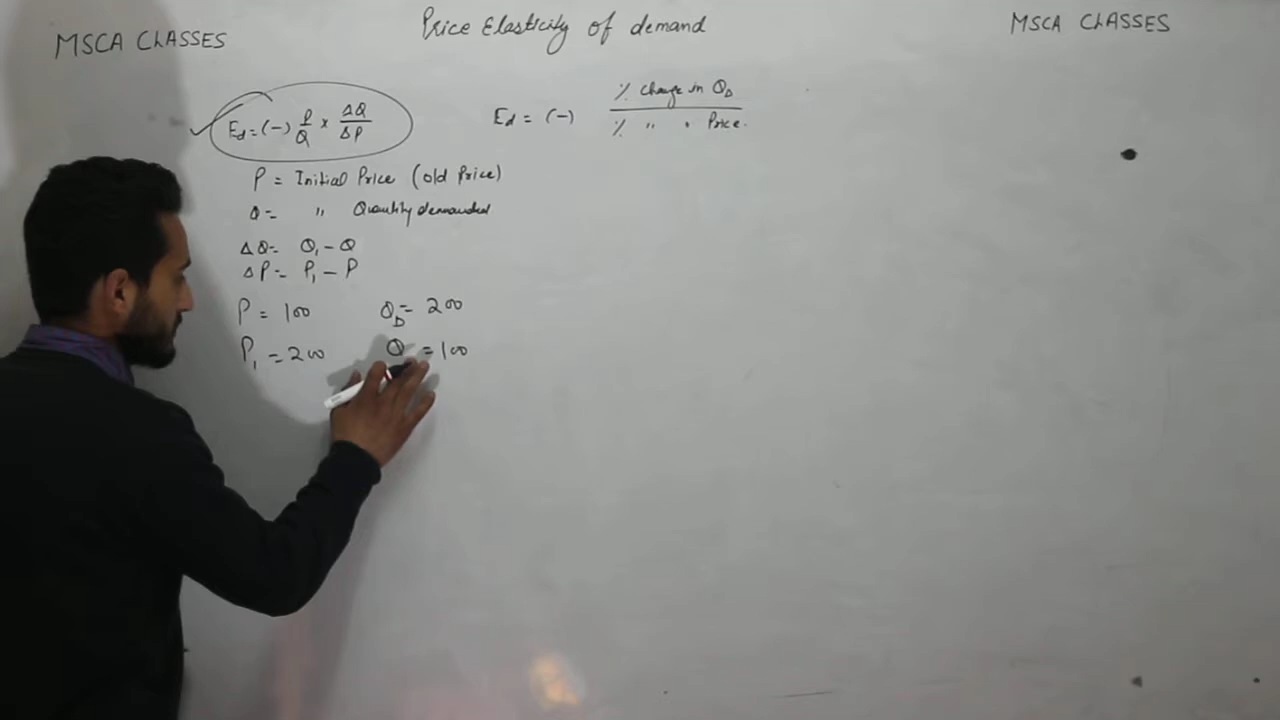 MSCA CLASSES
Price Elasticity of demand
MSCA CLASSES
Ed = (-) P/Q × ΔQ/ΔP
Ed = (-) % Change in QD / % " " Price.
P = Initial Price (old Price)
Q = " Quantity demanded
ΔQ = Q1 - Q
ΔP = P1 - P
P = 100 QD = 200
P1 = 200 Q = 100